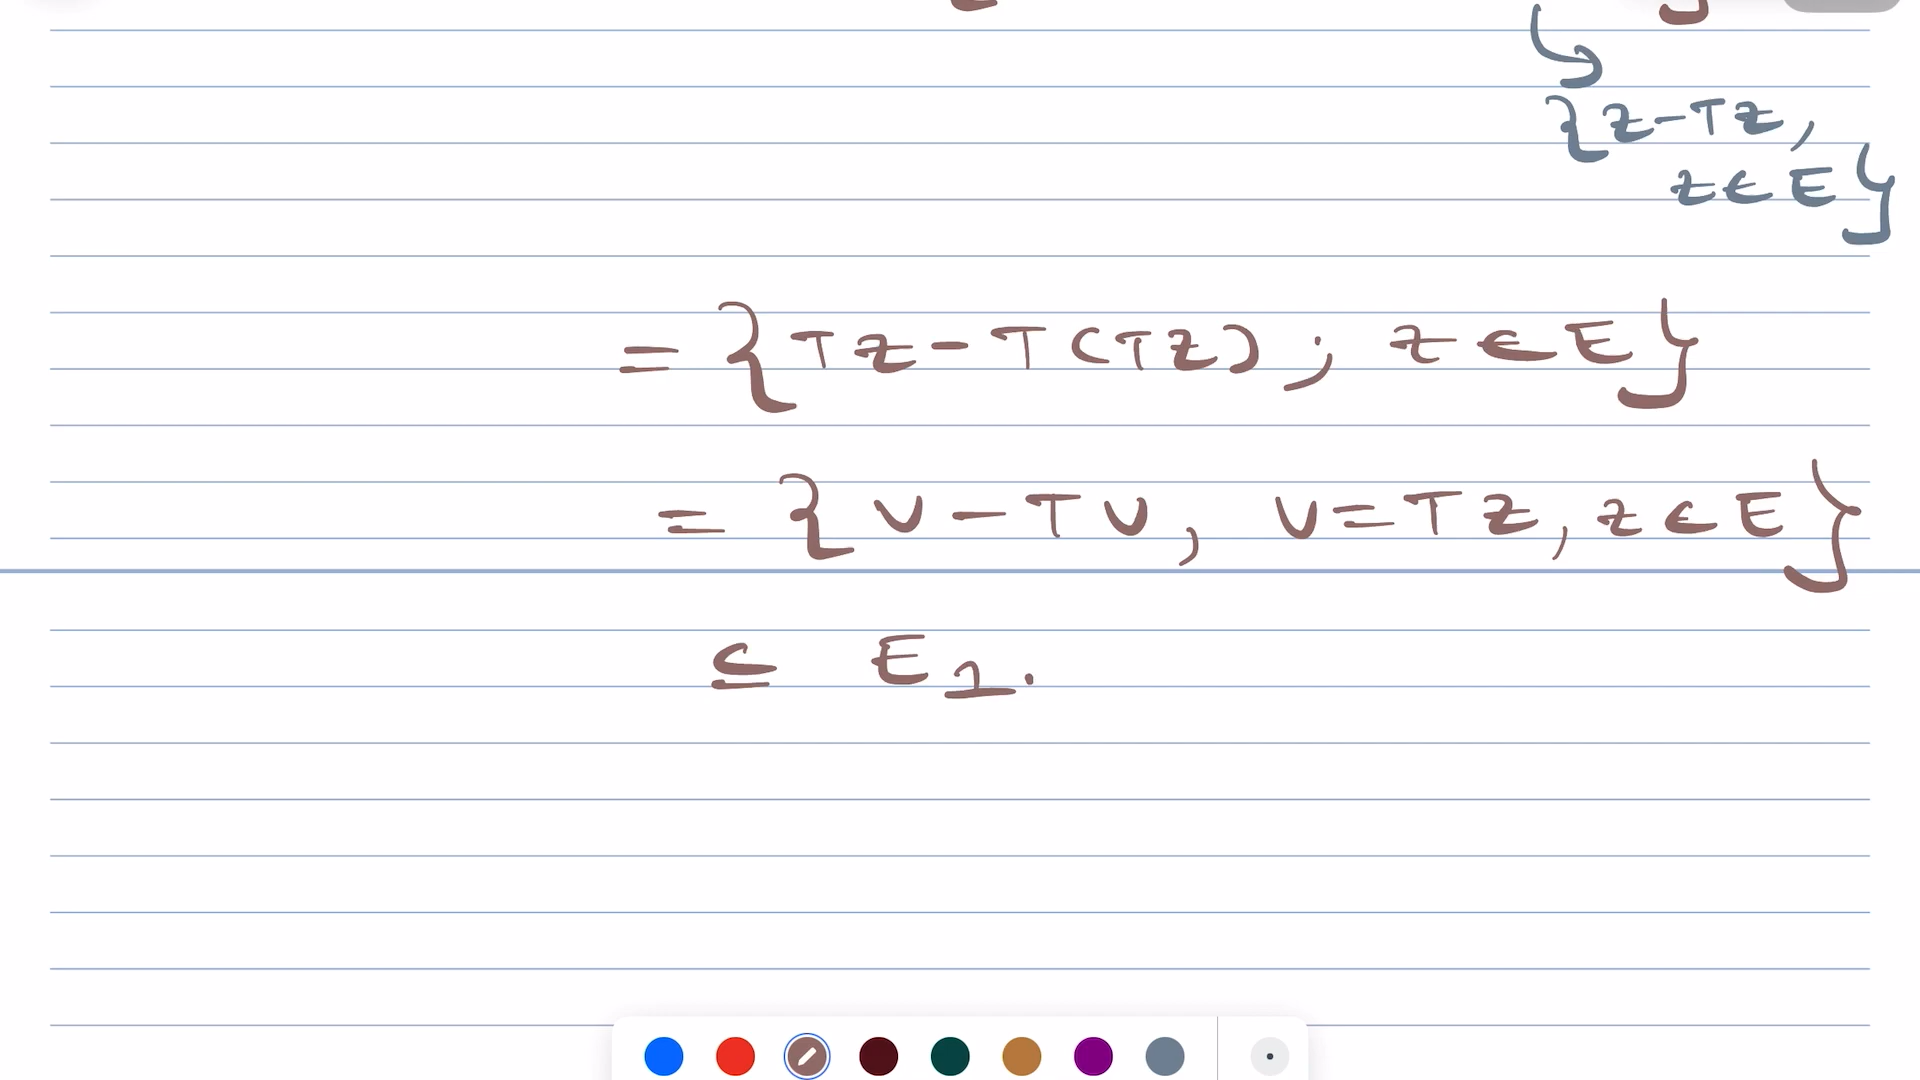 {z-Tz,
z∈E}
= {Tz-T(Tz); z∈E}
= {v-Tv, v=Tz, z∈E}
⊆ E₁.